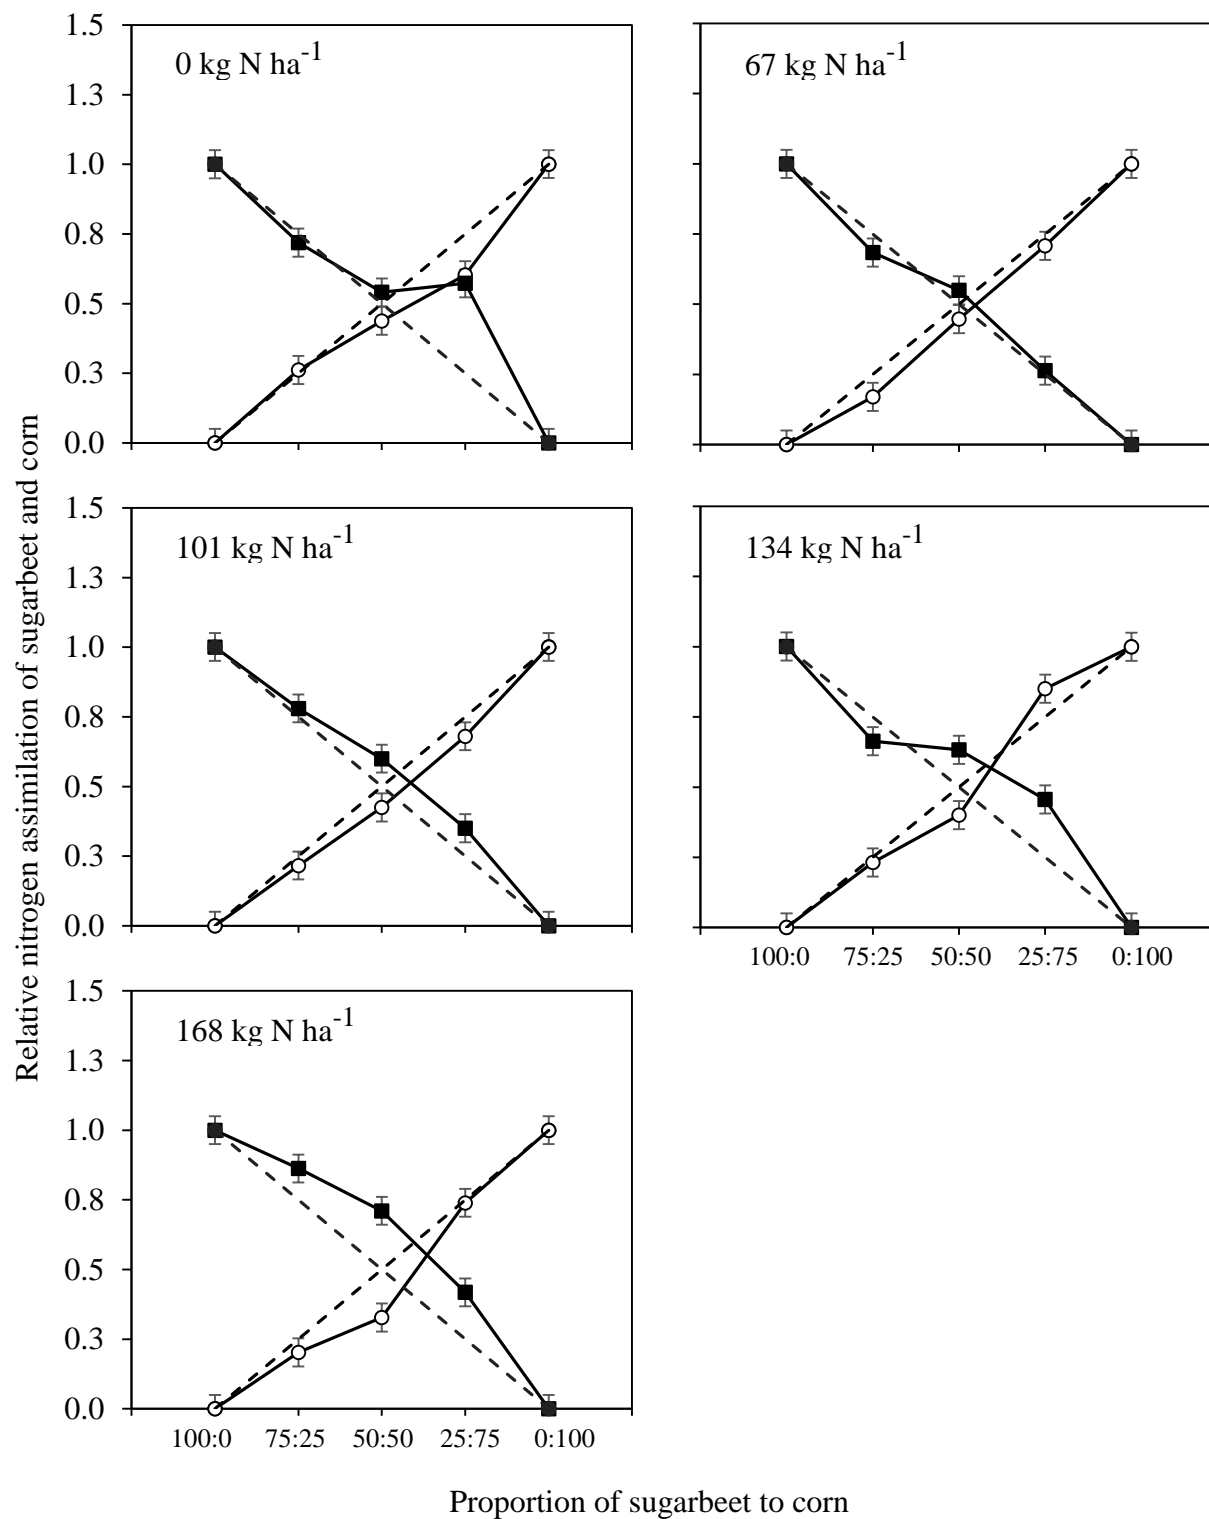 Relative nitrogen assimilation of sugarbeet and corn
0 kg N ha-1
1.5
1.3
1.0
0.8
0.5
0.3
0.0
67 kg N ha-1
101 kg N ha-1
1.5
1.3
1.0
0.8
0.5
0.3
0.0
134 kg N ha-1
100:0 75:25 50:50 25:75 0:100
168 kg N ha-1
1.5
1.3
1.0
0.8
0.5
0.3
0.0
100:0 75:25 50:50 25:75 0:100
Proportion of sugarbeet to corn